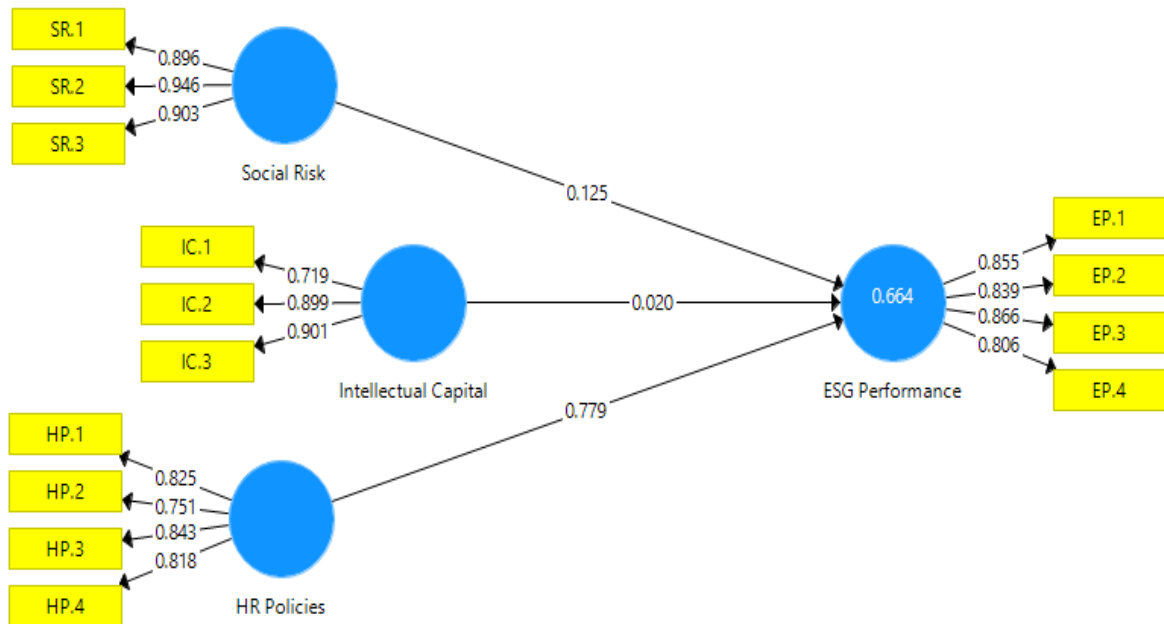 SR.1
0.896
SR.2
0.946
SR.3
0.903
Social Risk
0.125
IC.1
0.719
IC.2
0.899
IC.3
0.901
Intellectual Capital
0.020
HP.1
0.825
HP.2
0.751
HP.3
0.843
HP.4
0.818
HR Policies
0.779
0.664
ESG Performance
EP.1
0.855
EP.2
0.839
EP.3
0.866
EP.4
0.806